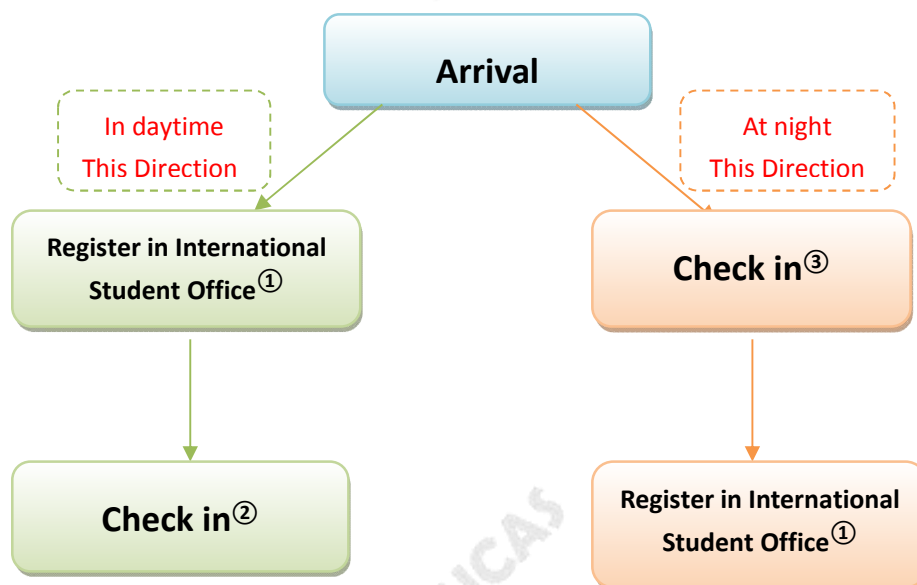 Arrival
In daytime
This Direction
At night
This Direction
Register in International
Student Office①
Check in③
Check in②
Register in International
Student Office①